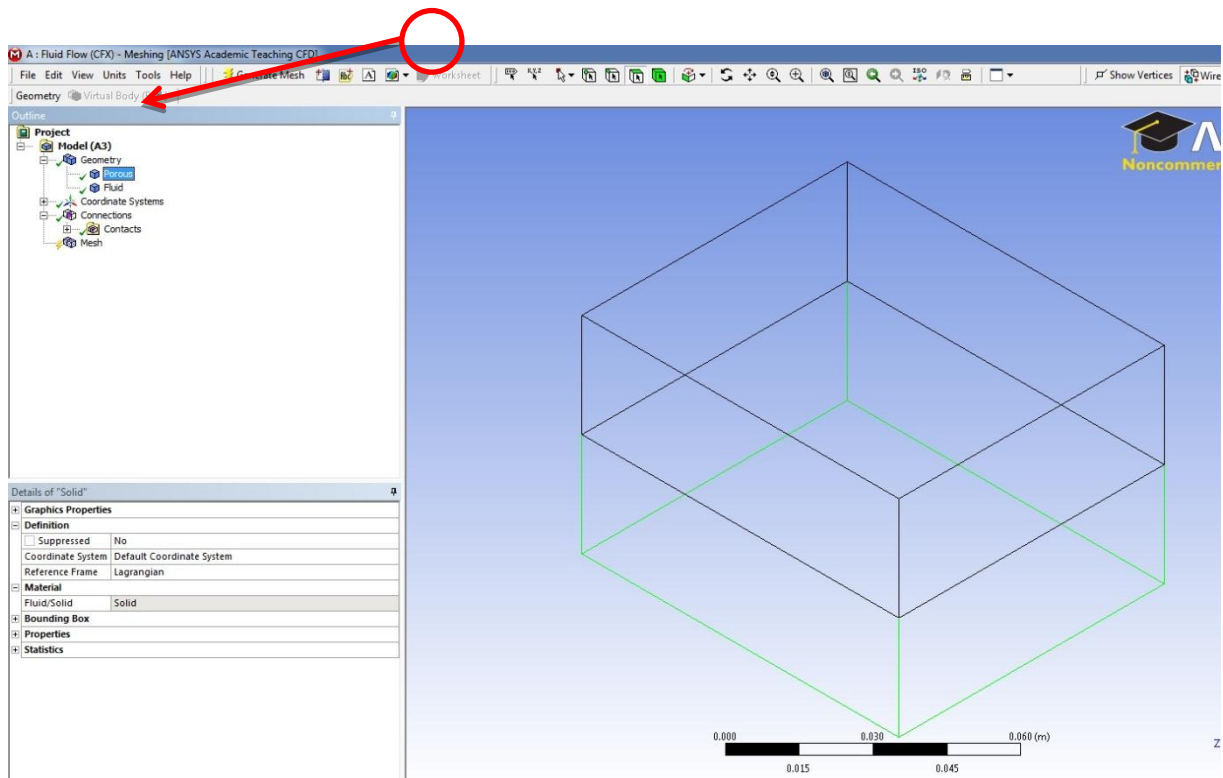 A : Fluid Flow (CFX) - Meshing [ANSYS Academic Teaching CFD]
File Edit View Units Tools Help Generate Mesh Worksheet Show Vertices Wire
Geometry Virtual Body
Outline
Project
Model (A3)
Geometry
Porous
Fluid
Coordinate Systems
Connections
Contacts
Mesh
Noncommer
Details of "Solid"
Graphics Properties
Definition
Suppressed No
Coordinate System Default Coordinate System
Reference Frame Lagrangian
Material
Fluid/Solid Solid
Bounding Box
Properties
Statistics
0.000 0.030 0.060 (m)
0.015 0.045
Z